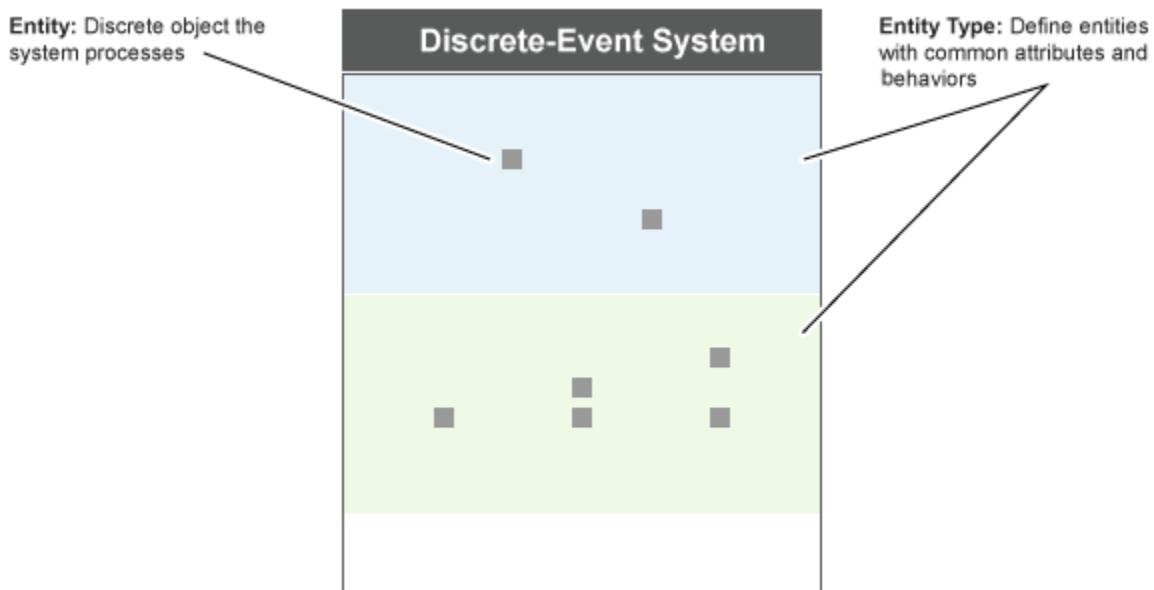 Entity: Discrete object the
system processes
Discrete-Event System
Entity Type: Define entities
with common attributes and
behaviors